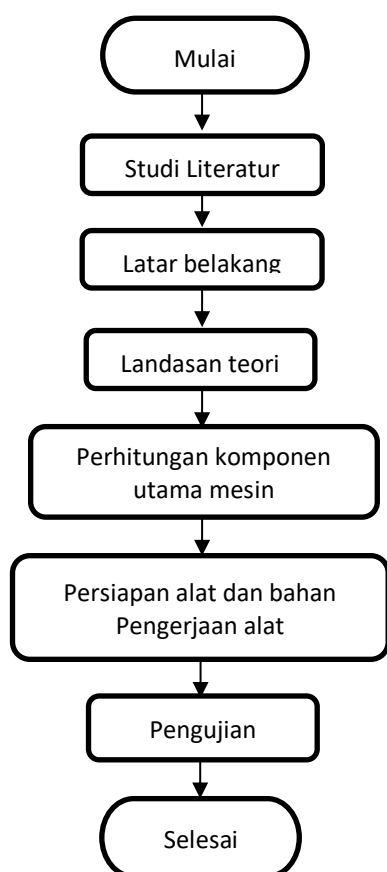 Mulai
Studi Literatur
Latar belakang
Landasan teori
Perhitungan komponen
utama mesin
Persiapan alat dan bahan
Pengerjaan alat
Pengujian
Selesai